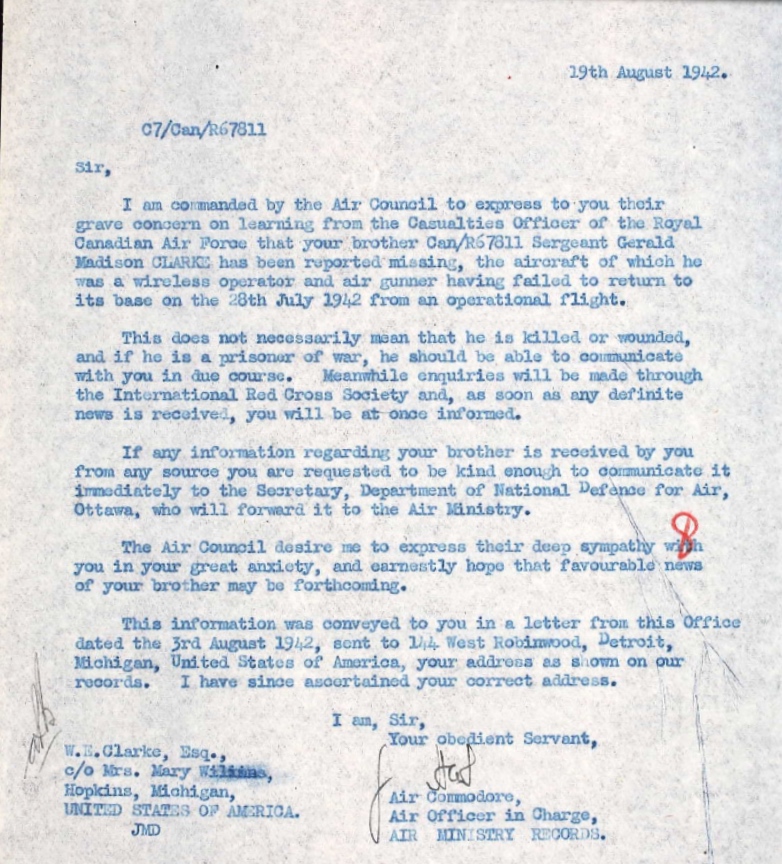 19th August 1942.
C7/Can/R67811
Sir,
I am commanded by the Air Council to express to you their
grave concern on learning from the Casualties Officer of the Royal
Canadian Air Force that your brother Can/R67811 Sergeant Gerald
Madison CLARKE has been reported missing, the aircraft of which he
was a wireless operator and air gunner having failed to return to
its base on the 28th July 1942 from an operational flight.
This does not necessarily mean that he is killed or wounded,
and if he is a prisoner of war, he should be able to communicate
with you in due course. Meanwhile enquiries will be made through
the International Red Cross Society and, as soon as any definite
news is received, you will be at once informed.
If any information regarding your brother is received by you
from any source you are requested to be kind enough to communicate it
immediately to the Secretary, Department of National Defence for Air,
Ottawa, who will forward it to the Air Ministry.
8
The Air Council desire me to express their deep sympathy with
you in your great anxiety, and earnestly hope that favourable news
of your brother may be forthcoming.
This information was conveyed to you in a letter from this Office
dated the 3rd August 1942, sent to 144 West Robinwood, Detroit,
Michigan, United States of America, your address as shown on our
records. I have since ascertained your correct address.
I am, Sir,
Your obedient Servant,
W.E.Clarke, Esq.,
c/o Mrs. Mary
Hopkins, Michigan,
UNITED STATES OF AMERICA.
JMD
Air Commodore,
Air Officer in Charge,
AIR MINISTRY RECORDS.